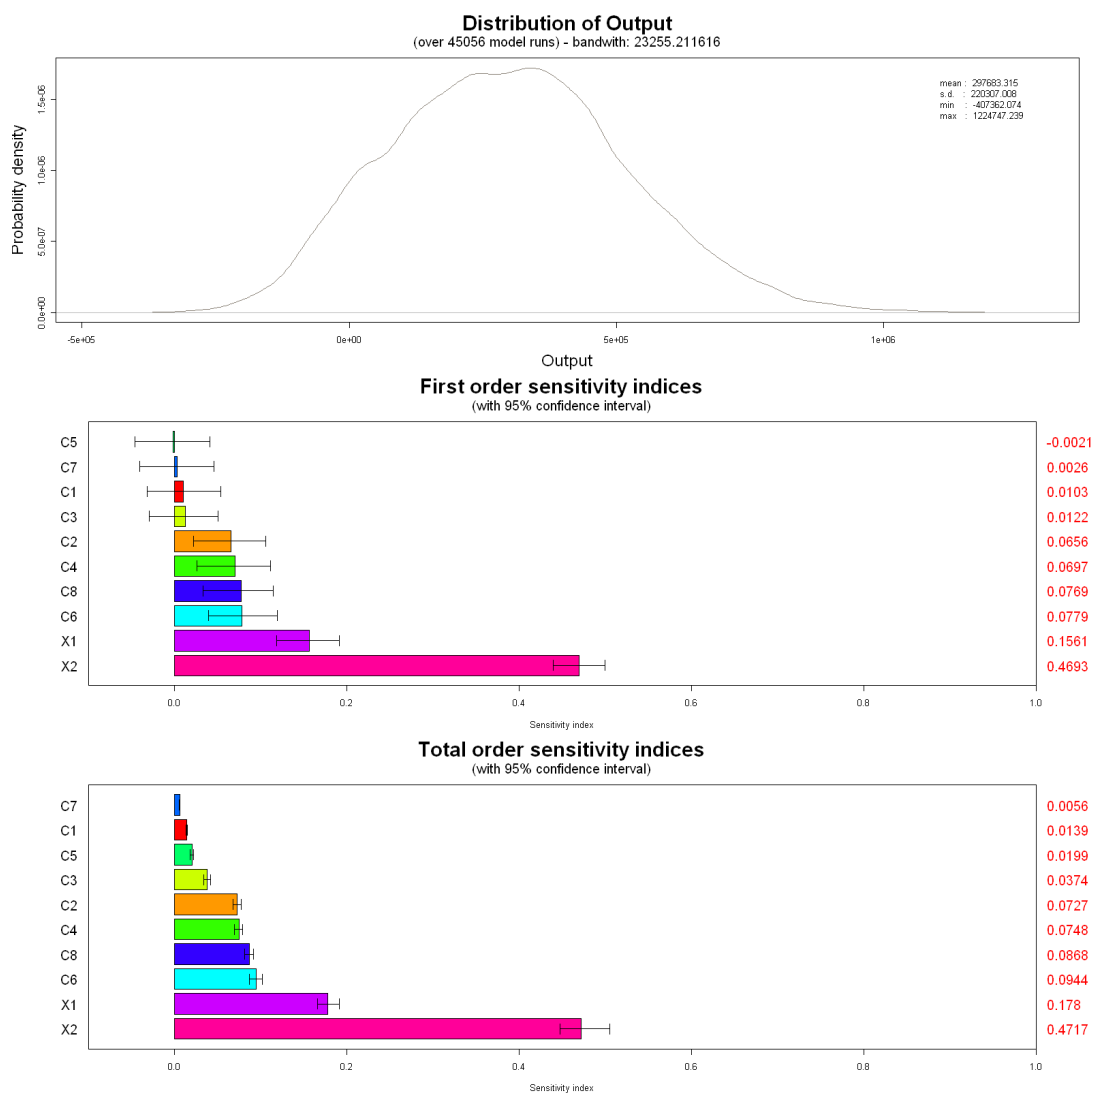 Distribution of Output
(over 45056 model runs) - bandwith: 23255.211616
mean : 297683.315
s.d. : 220307.008
min : -407362.074
max : 1224747.239
Probability density
1.5e-06
1.0e-06
5.0e-07
0.0e+00
-5e+05 0e+00 5e+05 1e+06
Output
First order sensitivity indices
(with 95% confidence interval)
C5 -0.0021
C7 0.0026
C1 0.0103
C3 0.0122
C2 0.0656
C4 0.0697
C8 0.0769
C6 0.0779
X1 0.1561
X2 0.4693
0.0 0.2 0.4 0.6 0.8 1.0
Sensitivity index
Total order sensitivity indices
(with 95% confidence interval)
C7 0.0056
C1 0.0139
C5 0.0199
C3 0.0374
C2 0.0727
C4 0.0748
C8 0.0868
C6 0.0944
X1 0.178
X2 0.4717
0.0 0.2 0.4 0.6 0.8 1.0
Sensitivity index